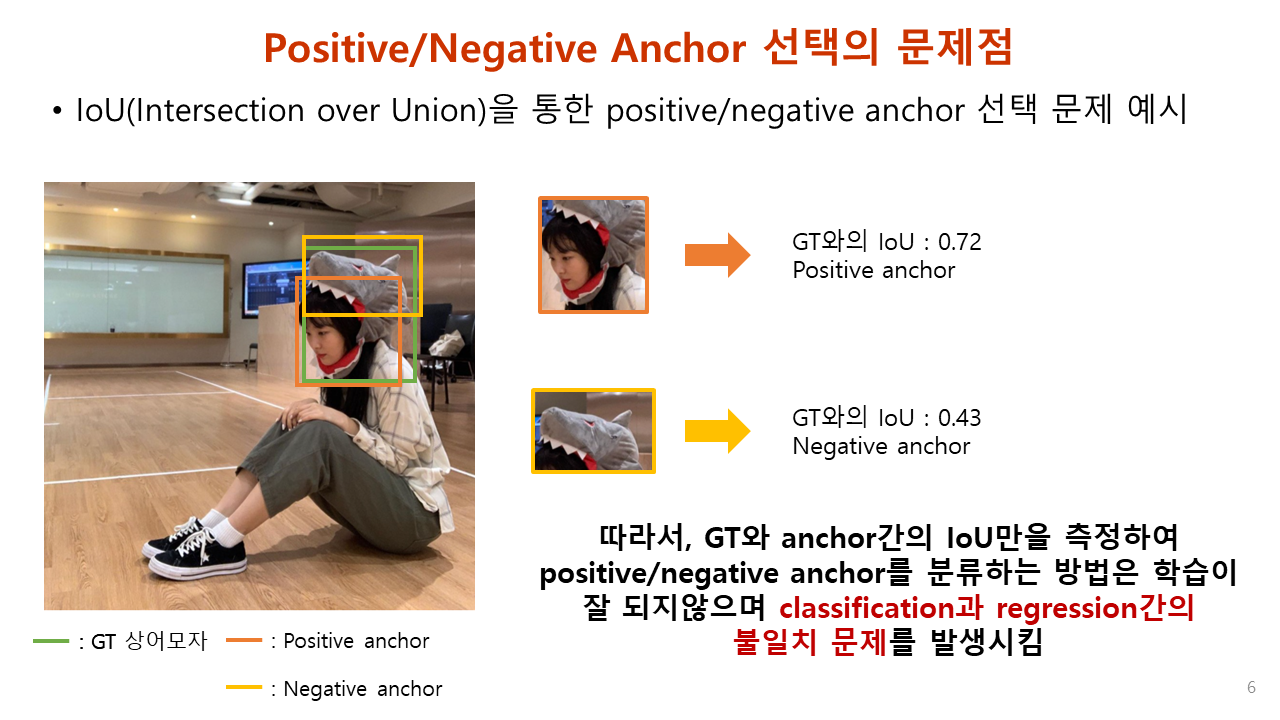 Positive/Negative Anchor 선택의 문제점
• IoU(Intersection over Union)을 통한 positive/negative anchor 선택 문제 예시
GT와의 IoU : 0.72
Positive anchor
GT와의 IoU : 0.43
Negative anchor
따라서, GT와 anchor간의 IoU만을 측정하여
positive/negative anchor를 분류하는 방법은 학습이
잘 되지않으며 classification과 regression간의
불일치 문제를 발생시킴
: GT 상어모자
: Positive anchor
: Negative anchor
6